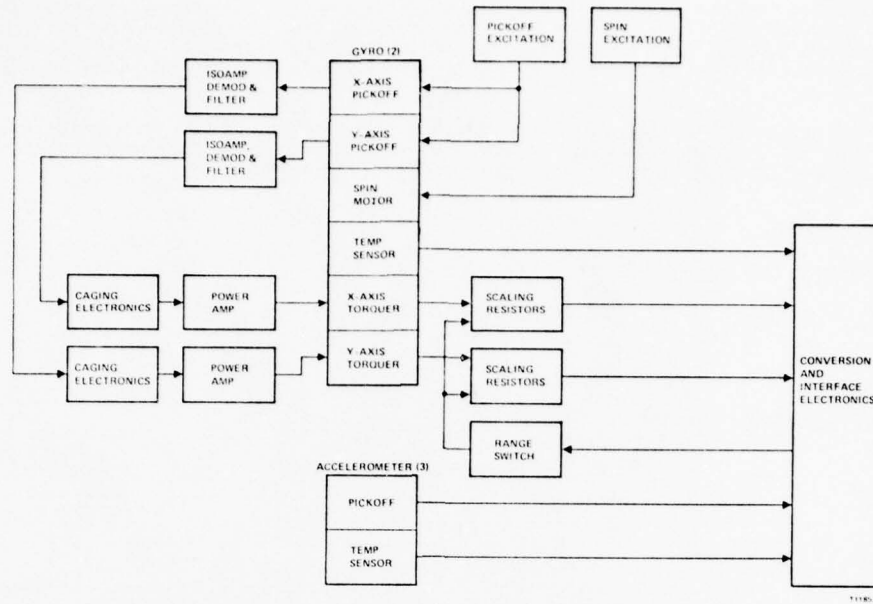 PICKOFF
EXCITATION
SPIN
EXCITATION
GYRO (2)
ISOAMP
DEMOD &
FILTER
X-AXIS
PICKOFF
ISOAMP,
DEMOD &
FILTER
Y-AXIS
PICKOFF
SPIN
MOTOR
TEMP
SENSOR
CAGING
ELECTRONICS
POWER
AMP
X-AXIS
TORQUER
SCALING
RESISTORS
CAGING
ELECTRONICS
POWER
AMP
Y-AXIS
TORQUER
SCALING
RESISTORS
CONVERSION
AND
INTERFACE
ELECTRONICS
RANGE
SWITCH
ACCELEROMETER (3)
PICKOFF
TEMP
SENSOR